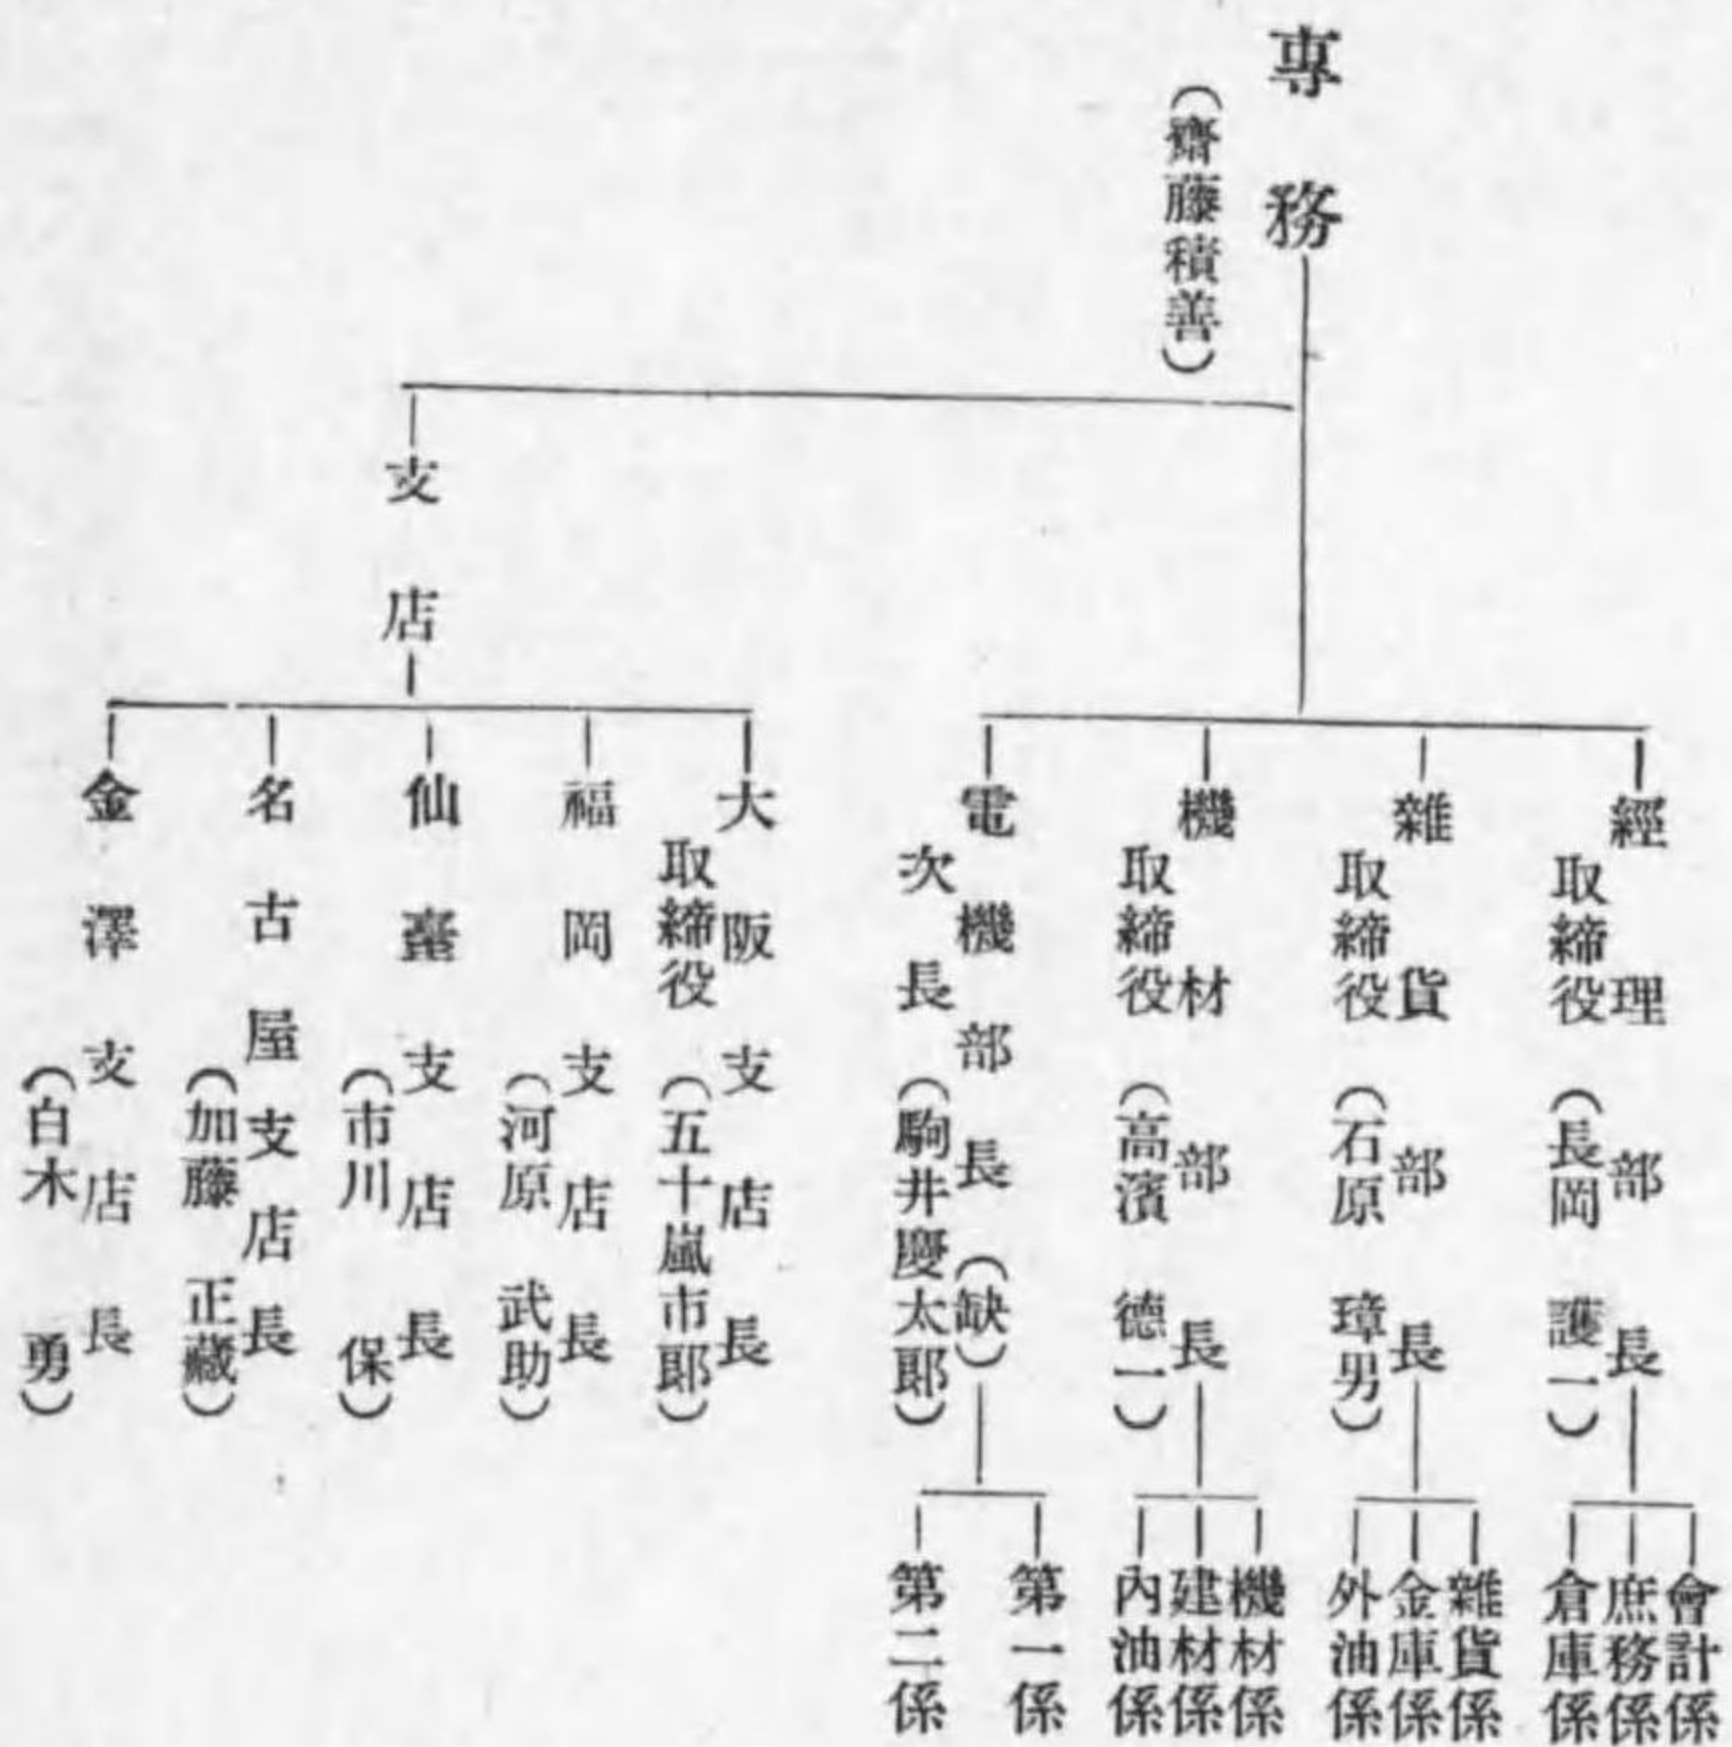 專務
（齋藤積善）
經理部長
取締役（長岡護一）
會計係
庶務係
倉庫係
雜貨部長
取締役（石原璋男）
雜貨係
金庫係
外油係
機材部長
取締役（高濱德一）
機材係
建材係
內油係
電機部長（缺）
次長（駒井慶太郎）
第一係
第二係
支店
大阪支店長
取締役（五十嵐市郎）
福岡支店長
（河原武助）
仙臺支店長
（市川保）
名古屋支店長
（加藤正藏）
金澤支店長
（白木勇）